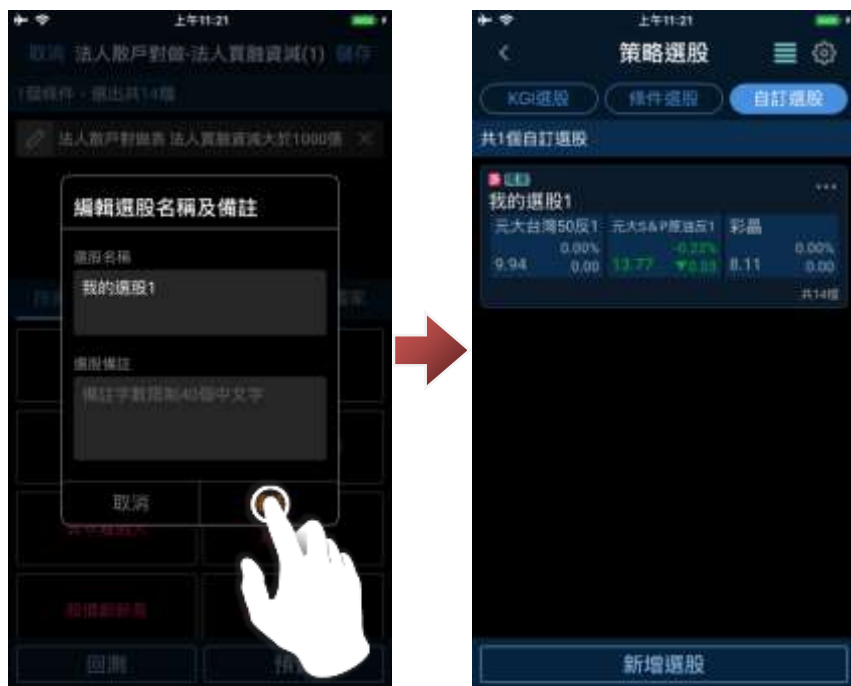 上午11:21
取消 法人散戶對做-法人買融資減(1) 儲存
1個條件，選出共14檔
法人散戶對做表 法人買融資減大於1000張
編輯選股名稱及備註
選股名稱
我的選股1
選股備註
備註字數限制40個中文字
取消
股價創新高
回測
上午11:21
策略選股
KGI選股 條件選股 自訂選股
共1個自訂選股
多
我的選股1
元大台灣50反1 元大S&P原油反1 彩晶
0.00% -0.22% 0.00%
9.94 0.00 13.77 ▼0.03 8.11 0.00
共14檔
新增選股